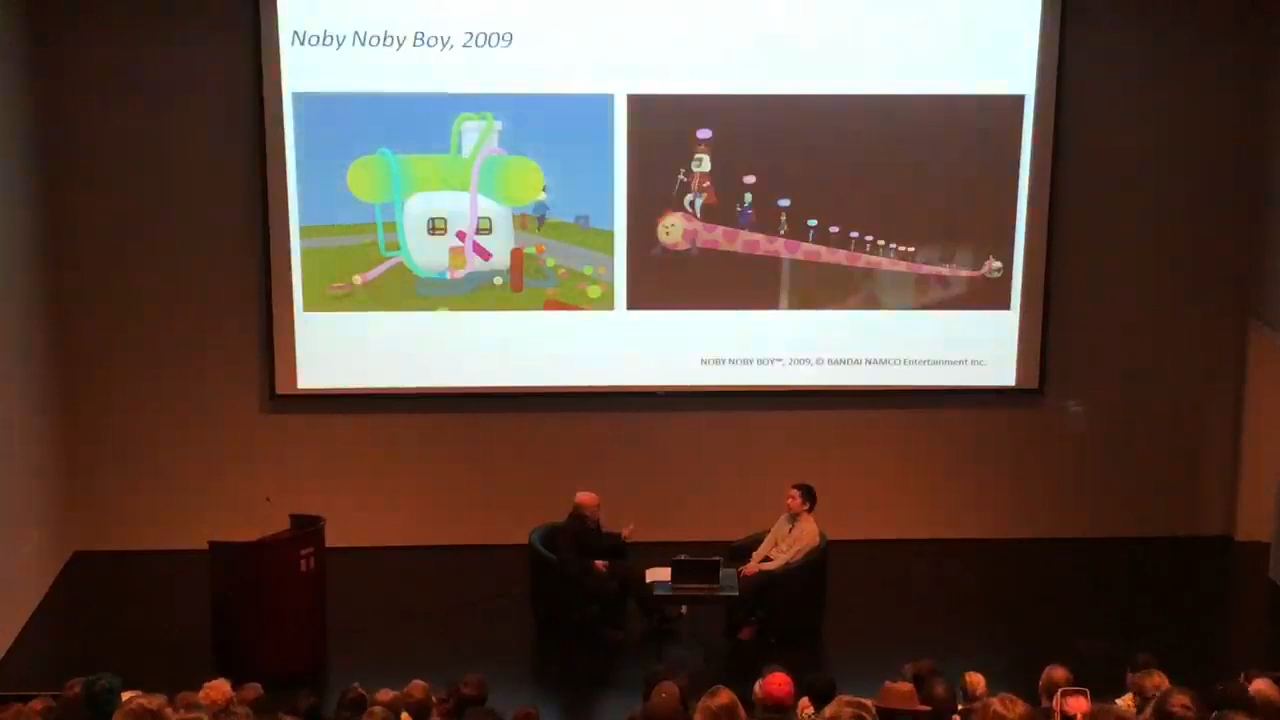 Noby Noby Boy, 2009
NOBY NOBY BOY™, 2009, © BANDAI NAMCO Entertainment Inc.